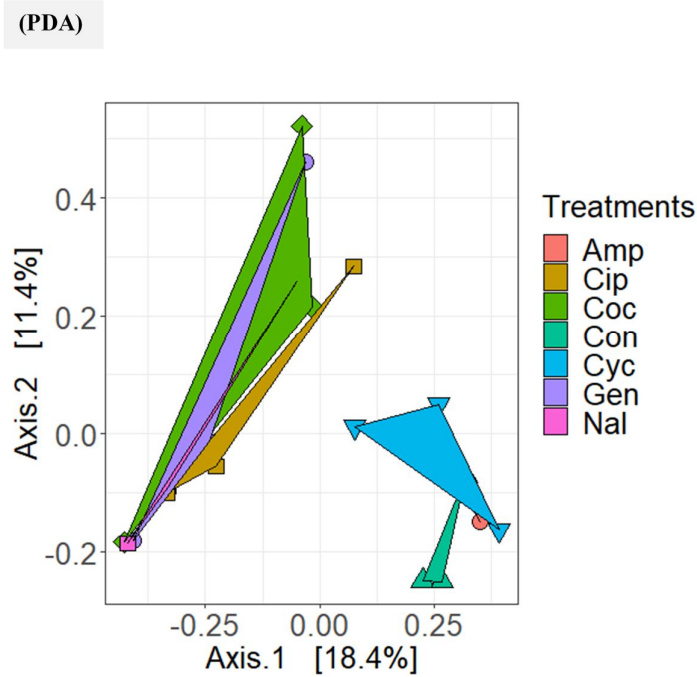 (PDA)
0.4
0.2
0.0
-0.2
Axis.2 [11.4%]
-0.25 0.00 0.25
Axis.1 [18.4%]
Treatments
Amp
Cip
Coc
Con
Cyc
Gen
Nal